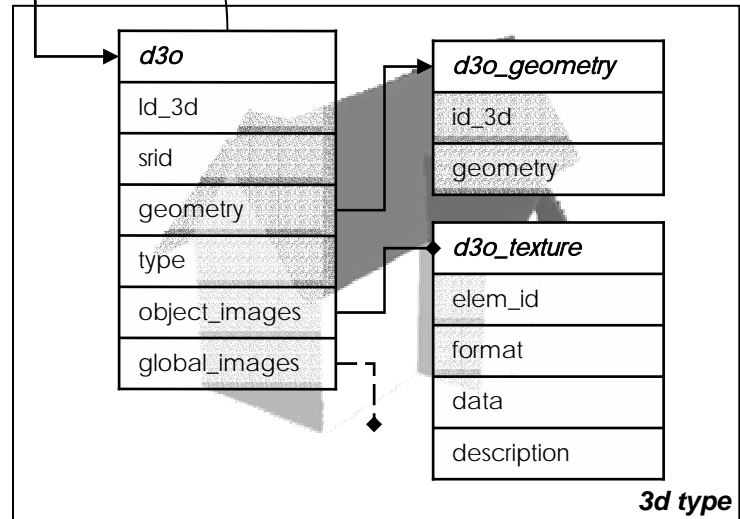 d3o
Id_3d
srid
geometry
type
object_images
global_images
d3o_geometry
id_3d
geometry
d3o_texture
elem_id
format
data
description
3d type